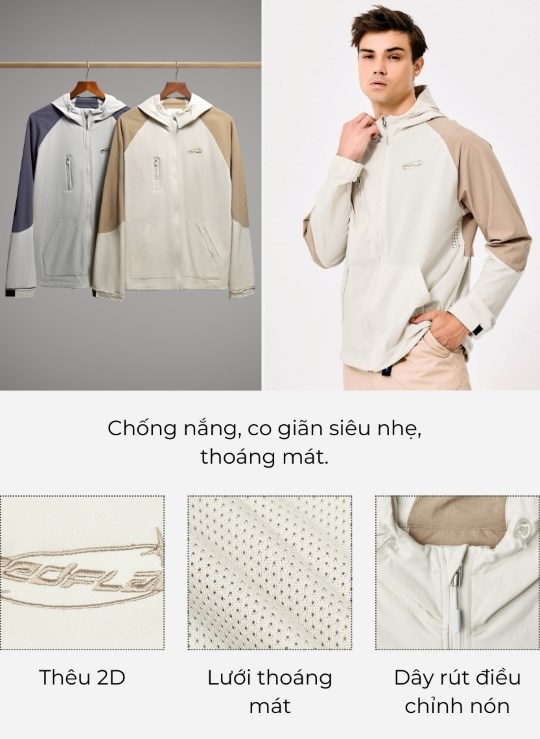 Chống nắng, co giãn siêu nhẹ,
thoáng mát.
Thêu 2D
Lưới thoáng
mát
Dây rút điều
chỉnh nón